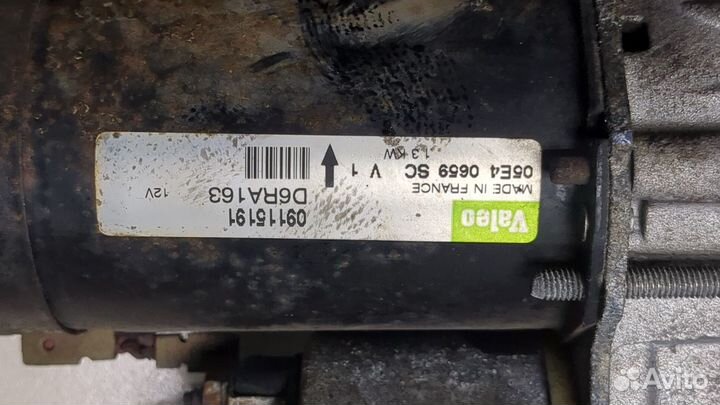 Valeo
09115191
D6RA163
12V
MADE IN FRANCE
05E4 0659 SC V 1
1.3 KW
Avito